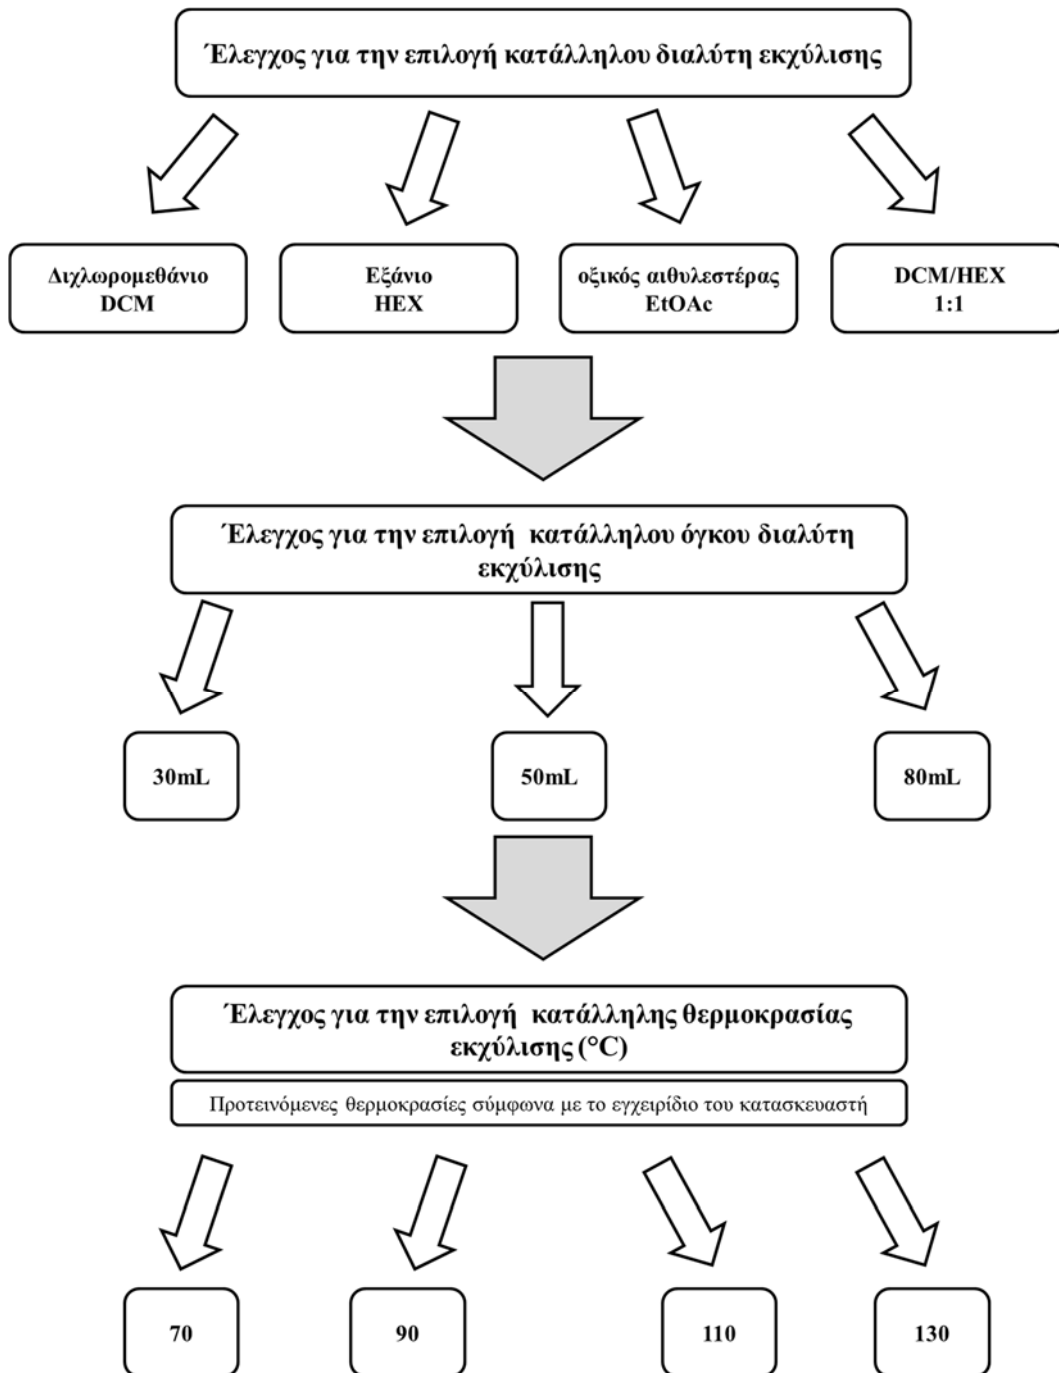 Έλεγχος για την επιλογή κατάλληλου διαλύτη εκχύλισης
Διχλωρομεθάνιο
DCM
Εξάνιο
HEX
οξικός αιθυλεστέρας
EtOAc
DCM/HEX
1:1
Έλεγχος για την επιλογή κατάλληλου όγκου διαλύτη
εκχύλισης
30mL
50mL
80mL
Έλεγχος για την επιλογή κατάλληλης θερμοκρασίας
εκχύλισης (°C)
Προτεινόμενες θερμοκρασίες σύμφωνα με το εγχειρίδιο του κατασκευαστή
70
90
110
130